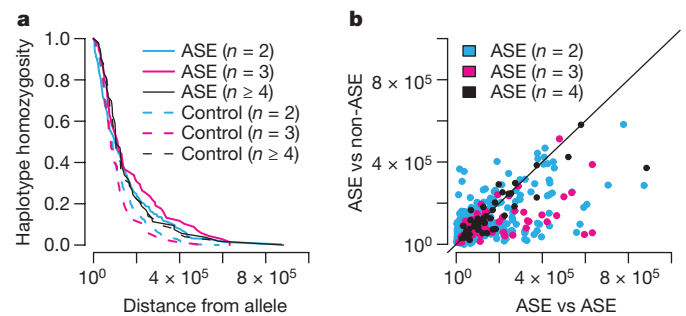 a
Haplotype homozygosity
1.0
0.8
0.6
0.4
0.2
0.0
ASE (n = 2)
ASE (n = 3)
ASE (n ≥ 4)
Control (n = 2)
Control (n = 3)
Control (n ≥ 4)
10⁰ 4 × 10⁵ 8 × 10⁵
Distance from allele
b
ASE vs non-ASE
8 × 10⁵
4 × 10⁵
10⁰
ASE (n = 2)
ASE (n = 3)
ASE (n = 4)
10⁰ 4 × 10⁵ 8 × 10⁵
ASE vs ASE